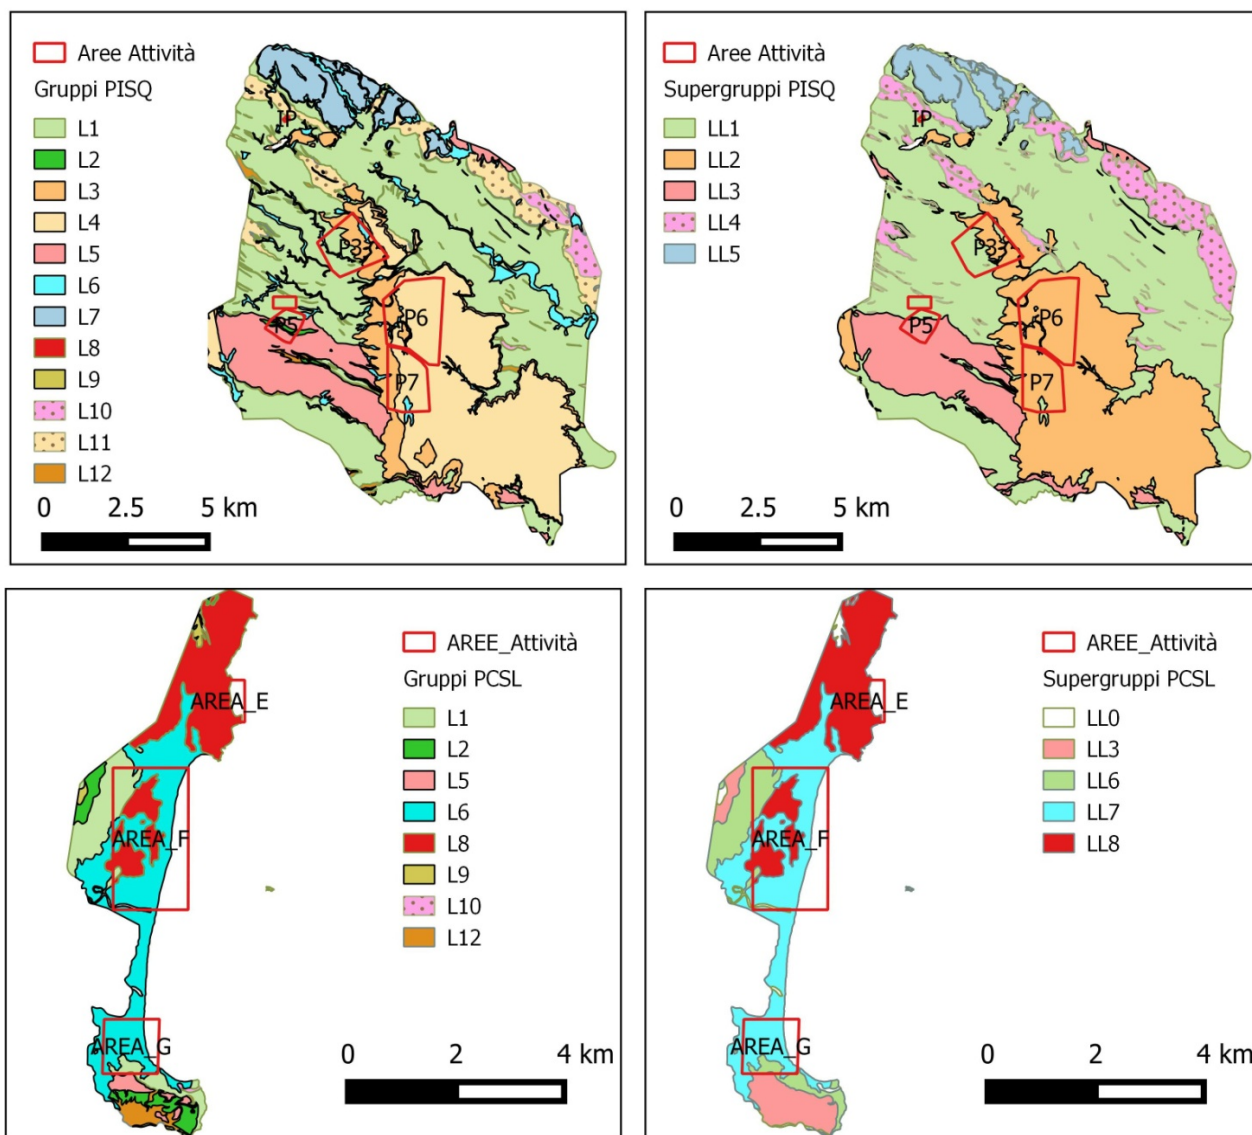 Aree Attività
Gruppi PISQ
L1
L2
L3
L4
L5
L6
L7
L8
L9
L10
L11
L12
IP
P33
P5
P6
P7
0 2.5 5 km
Aree Attività
Supergruppi PISQ
LL1
LL2
LL3
LL4
LL5
IP
P33
P5
P6
P7
0 2.5 5 km
AREE_Attività
Gruppi PCSL
L1
L2
L5
L6
L8
L9
L10
L12
AREA_E
AREA_F
AREA_G
0 2 4 km
AREE_Attività
Supergruppi PCSL
LL0
LL3
LL6
LL7
LL8
AREA_E
AREA_F
AREA_G
0 2 4 km